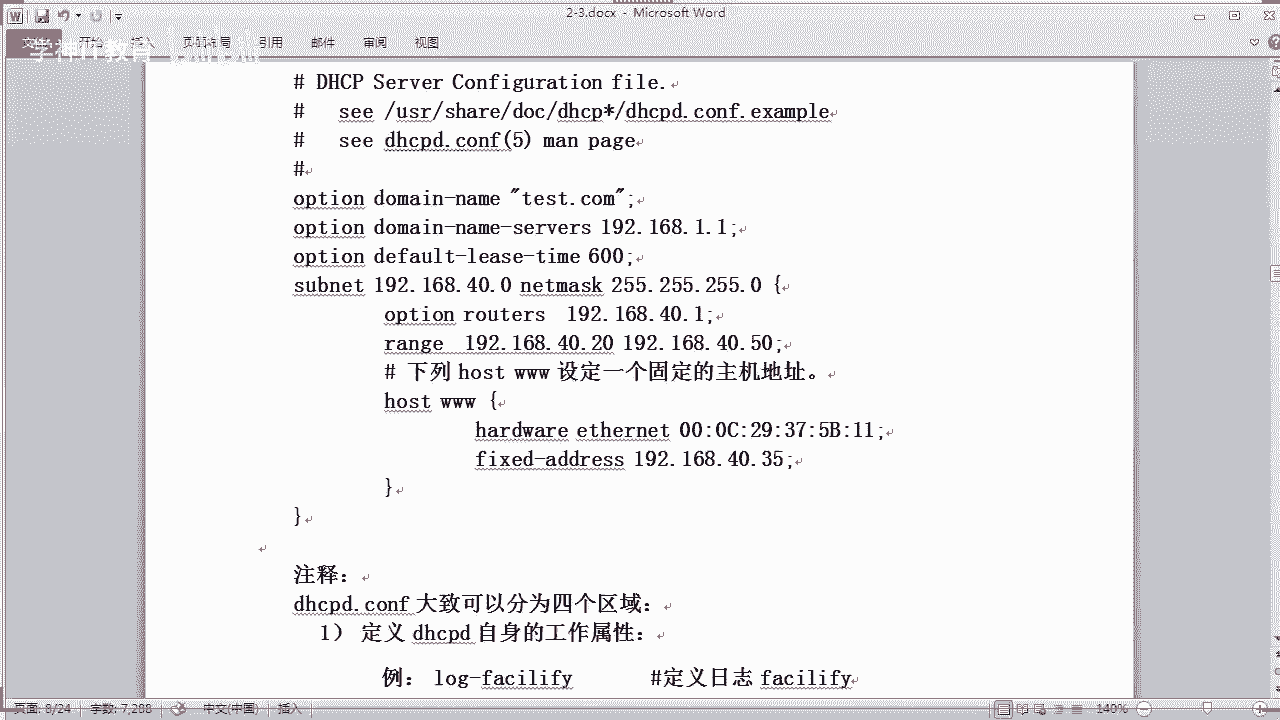 2-3.docx - Microsoft Word
开始 插入 页面布局 引用 邮件 审阅 视图
学神IT教育
# DHCP Server Configuration file.
# see /usr/share/doc/dhcp*/dhcpd.conf.example
# see dhcpd.conf(5) man page
#
option domain-name "test.com";
option domain-name-servers 192.168.1.1;
option default-lease-time 600;
subnet 192.168.40.0 netmask 255.255.255.0 {
option routers 192.168.40.1;
range 192.168.40.20 192.168.40.50;
# 下列 host www 设定一个固定的主机地址。
host www {
hardware ethernet 00:0C:29:37:5B:11;
fixed-address 192.168.40.35;
}
}
注释：
dhcpd.conf 大致可以分为四个区域：
1） 定义 dhcpd 自身的工作属性：
例： log-facilify #定义日志 facilify
页面: 8/24 字数: 7,288 中文(中国) 插入 140%